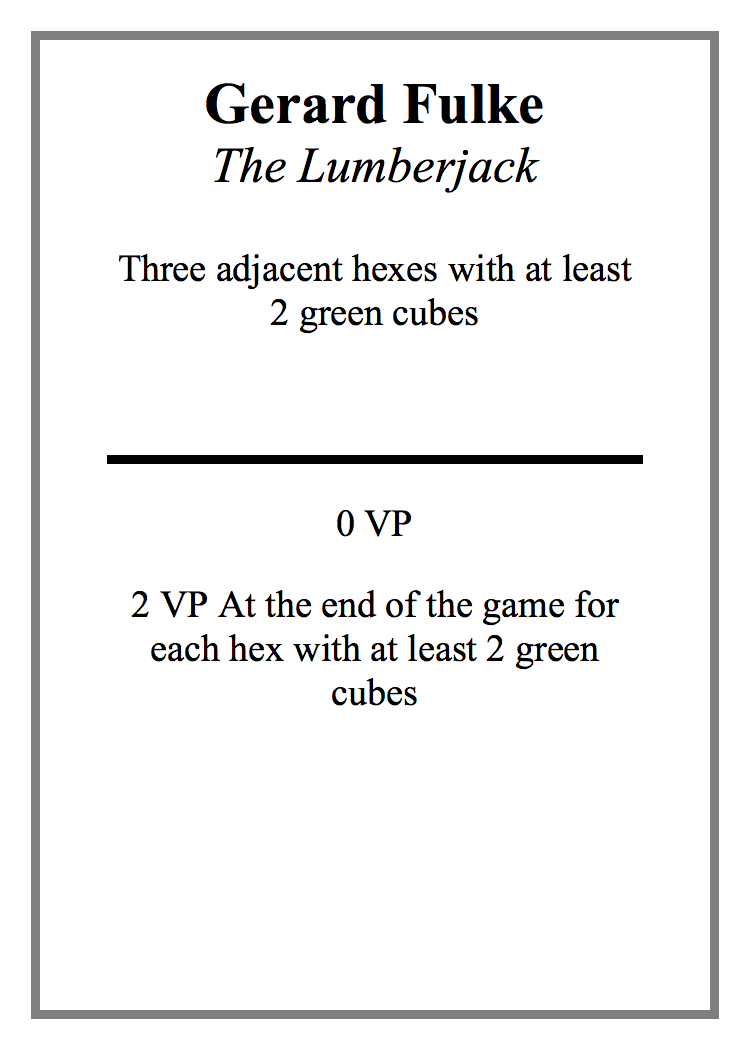 Gerard Fulke
The Lumberjack
Three adjacent hexes with at least
2 green cubes
0 VP
2 VP At the end of the game for
each hex with at least 2 green
cubes